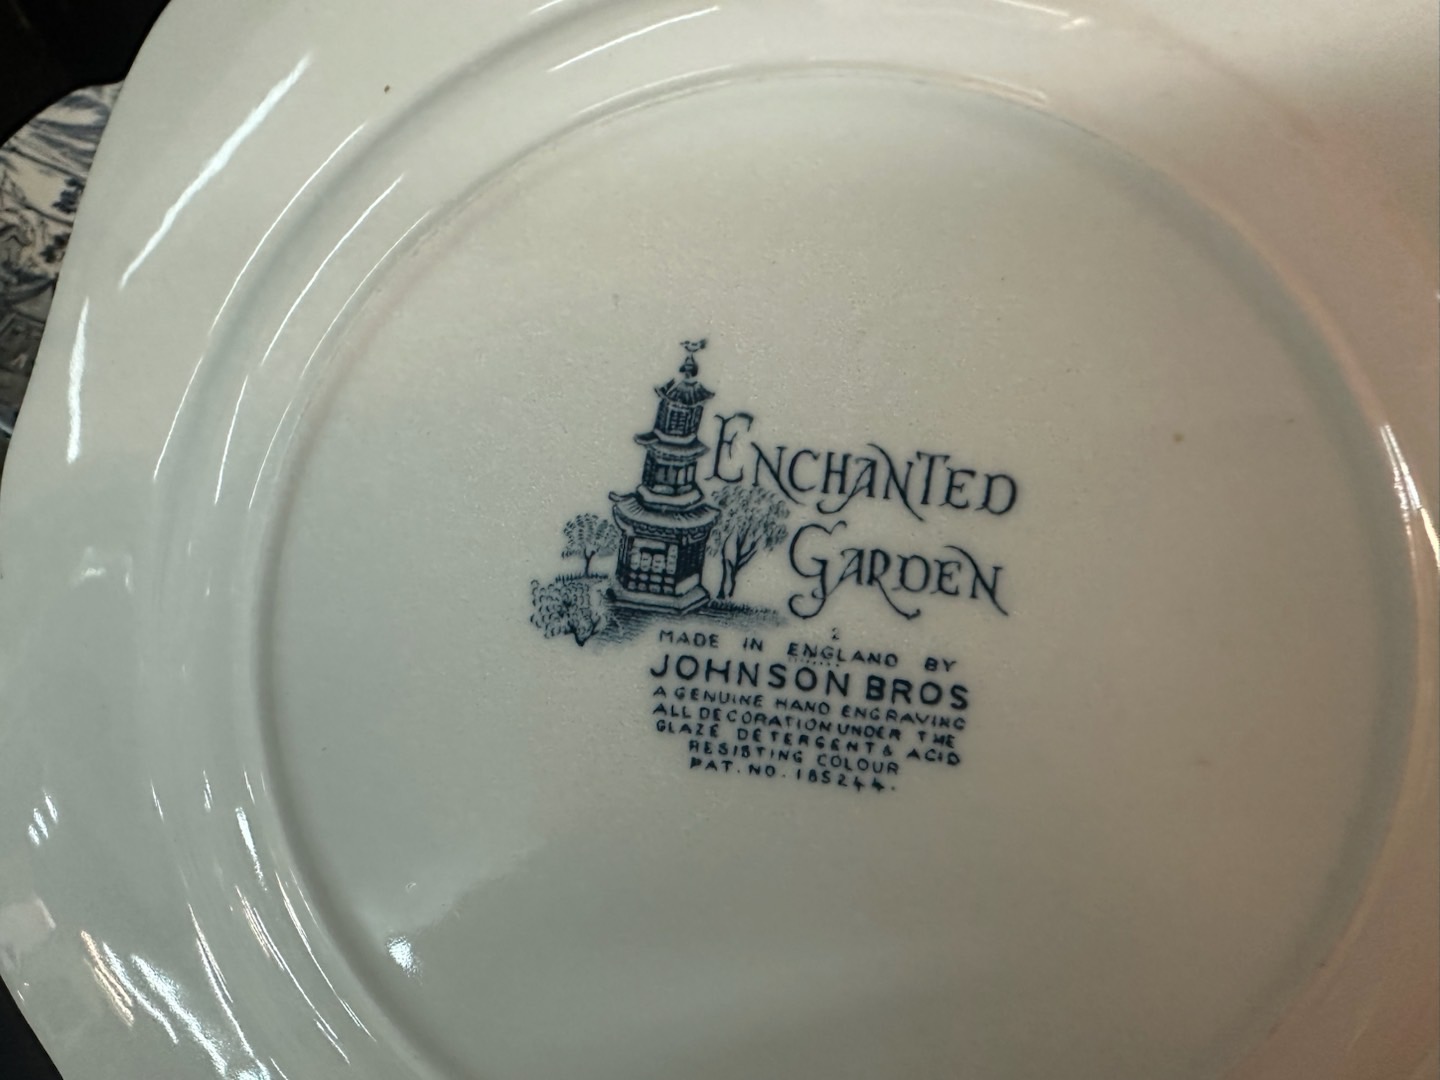 ENCHANTED
GARDEN
2
MADE IN ENGLAND BY
JOHNSON BROS
A GENUINE HAND ENGRAVING
ALL DECORATION UNDER THE
GLAZE DETERGENT & ACID
RESISTING COLOUR
PAT. NO. 185244.